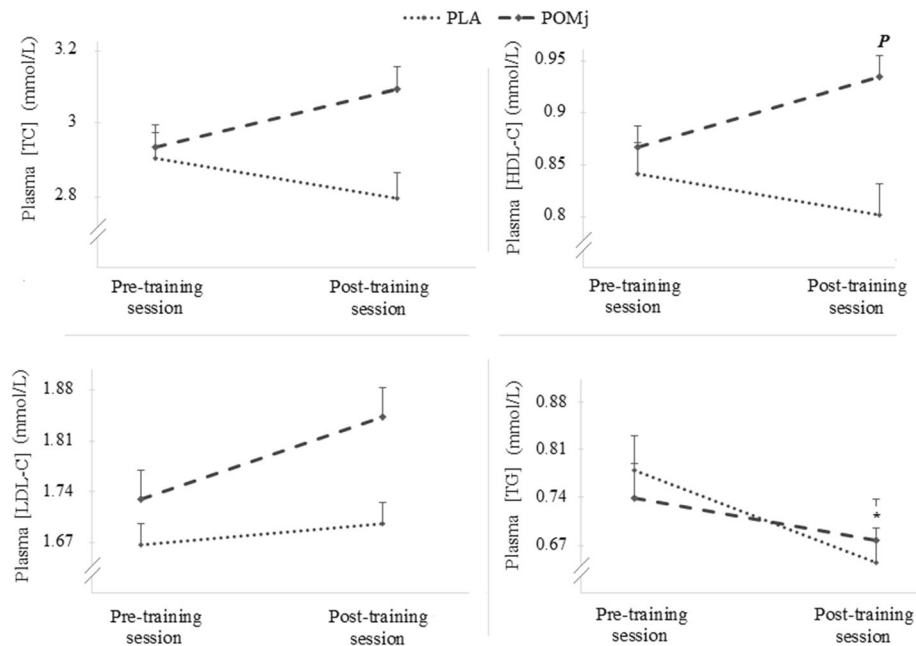 PLA POMj
Plasma [TC] (mmol/L)
3.2
3
2.8
Pre-training
session
Post-training
session
Plasma [HDL-C] (mmol/L)
0.95
0.9
0.85
0.8
P
Pre-training
session
Post-training
session
Plasma [LDL-C] (mmol/L)
1.88
1.81
1.74
1.67
Pre-training
session
Post-training
session
Plasma [TG] (mmol/L)
0.88
0.81
0.74
0.67
T
*
Pre-training
session
Post-training
session